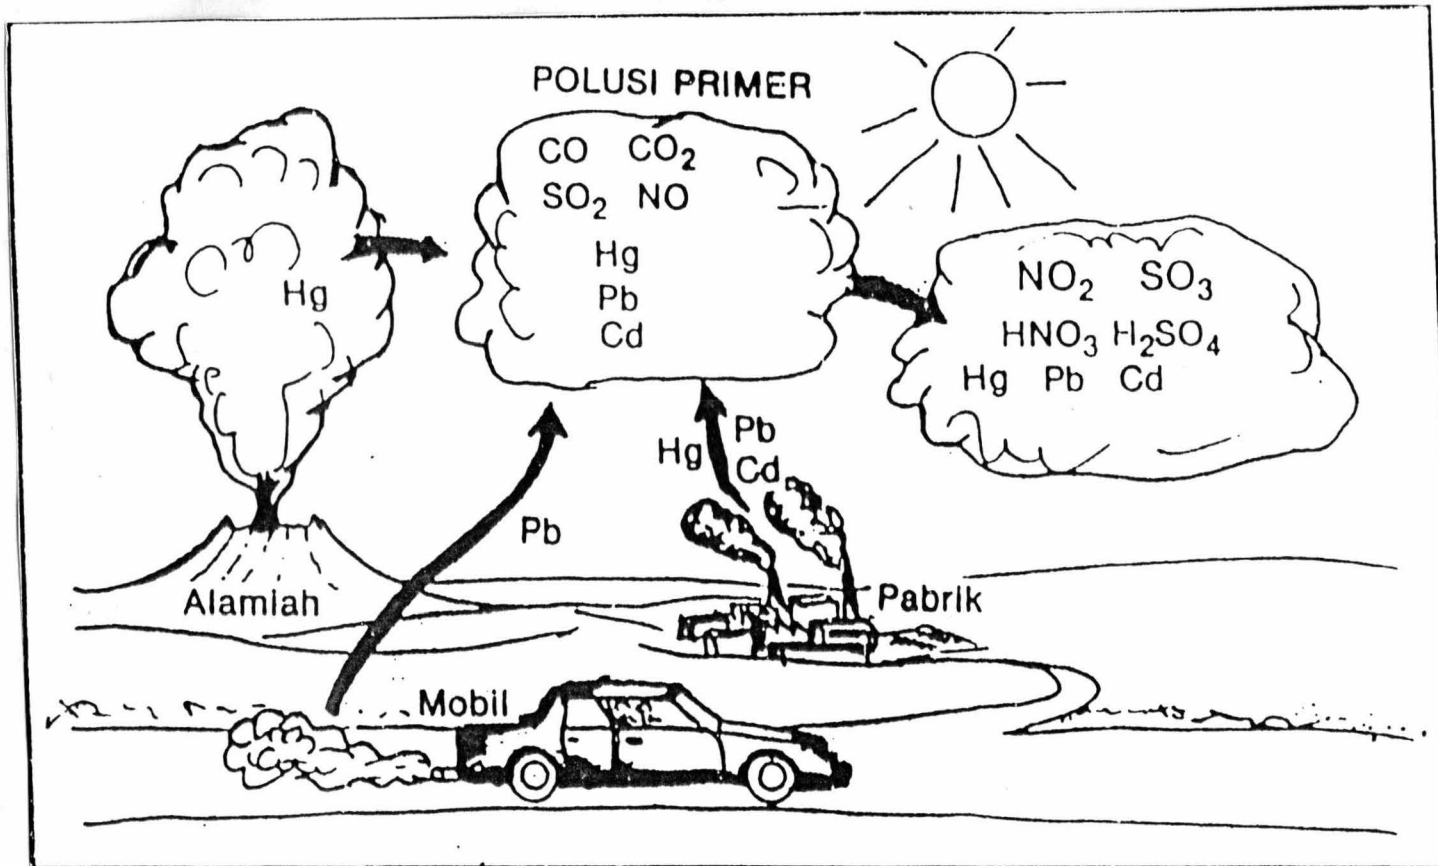 POLUSI PRIMER
CO CO₂
SO₂ NO
Hg
Pb
Cd
Hg
NO₂ SO₃
HNO₃ H₂SO₄
Hg Pb Cd
Hg
Pb
Cd
Pb
Alamiah
Pabrik
Mobil